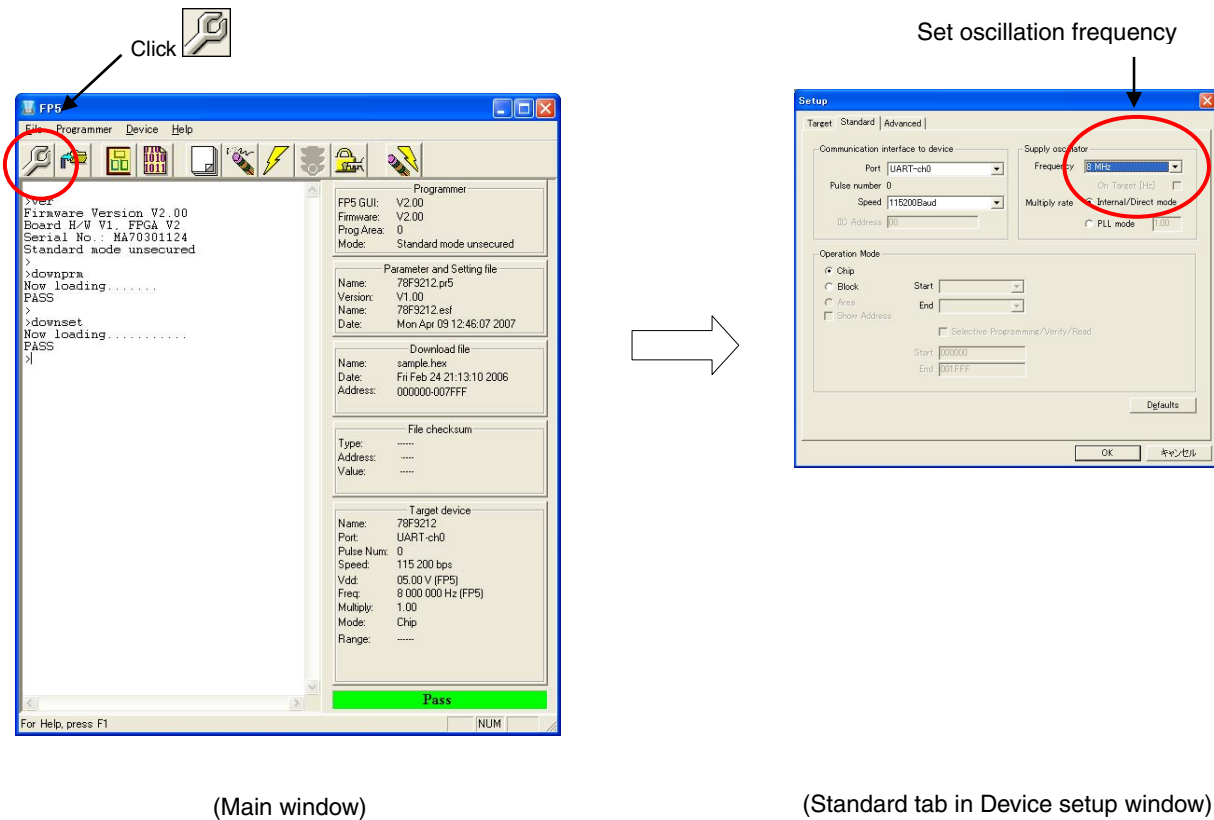 Click
FP5
File Programmer Device Help
>ver
Firmware Version V2.00
Board H/W V1, FPGA V2
Serial No.: MA70301124
Standard mode unsecured
>
>downprm
Now loading.......
PASS
>
>downset
Now loading...........
PASS
>
Programmer
FP5 GUI: V2.00
Firmware: V2.00
Prog Area: 0
Mode: Standard mode unsecured
Parameter and Setting file
Name: 78F9212.pr5
Version: V1.00
Name: 78F9212.esf
Date: Mon Apr 09 12:46:07 2007
Download file
Name: sample.hex
Date: Fri Feb 24 21:13:10 2006
Address: 000000-007FFF
File checksum
Type: -----
Address: -----
Value: -----
Target device
Name: 78F9212
Port: UART-ch0
Pulse Num: 0
Speed: 115 200 bps
Vdd: 05.00 V (FP5)
Freq: 8 000 000 Hz (FP5)
Multiply: 1.00
Mode: Chip
Range: -----
Pass
For Help, press F1
NUM
(Main window)
Set oscillation frequency
Setup
Target Standard Advanced
Communication interface to device
Port UART-ch0
Pulse number 0
Speed 115200Baud
IIC Address 00
Supply oscillator
Frequency 8 MHz
On Target [Hz]
Multiply rate Internal/Direct mode
PLL mode 1.00
Operation Mode
Chip
Block Start
Area End
Show Address
Selective Programming/Verify/Read
Start 000000
End 001FFF
Defaults
OK キャンセル
(Standard tab in Device setup window)